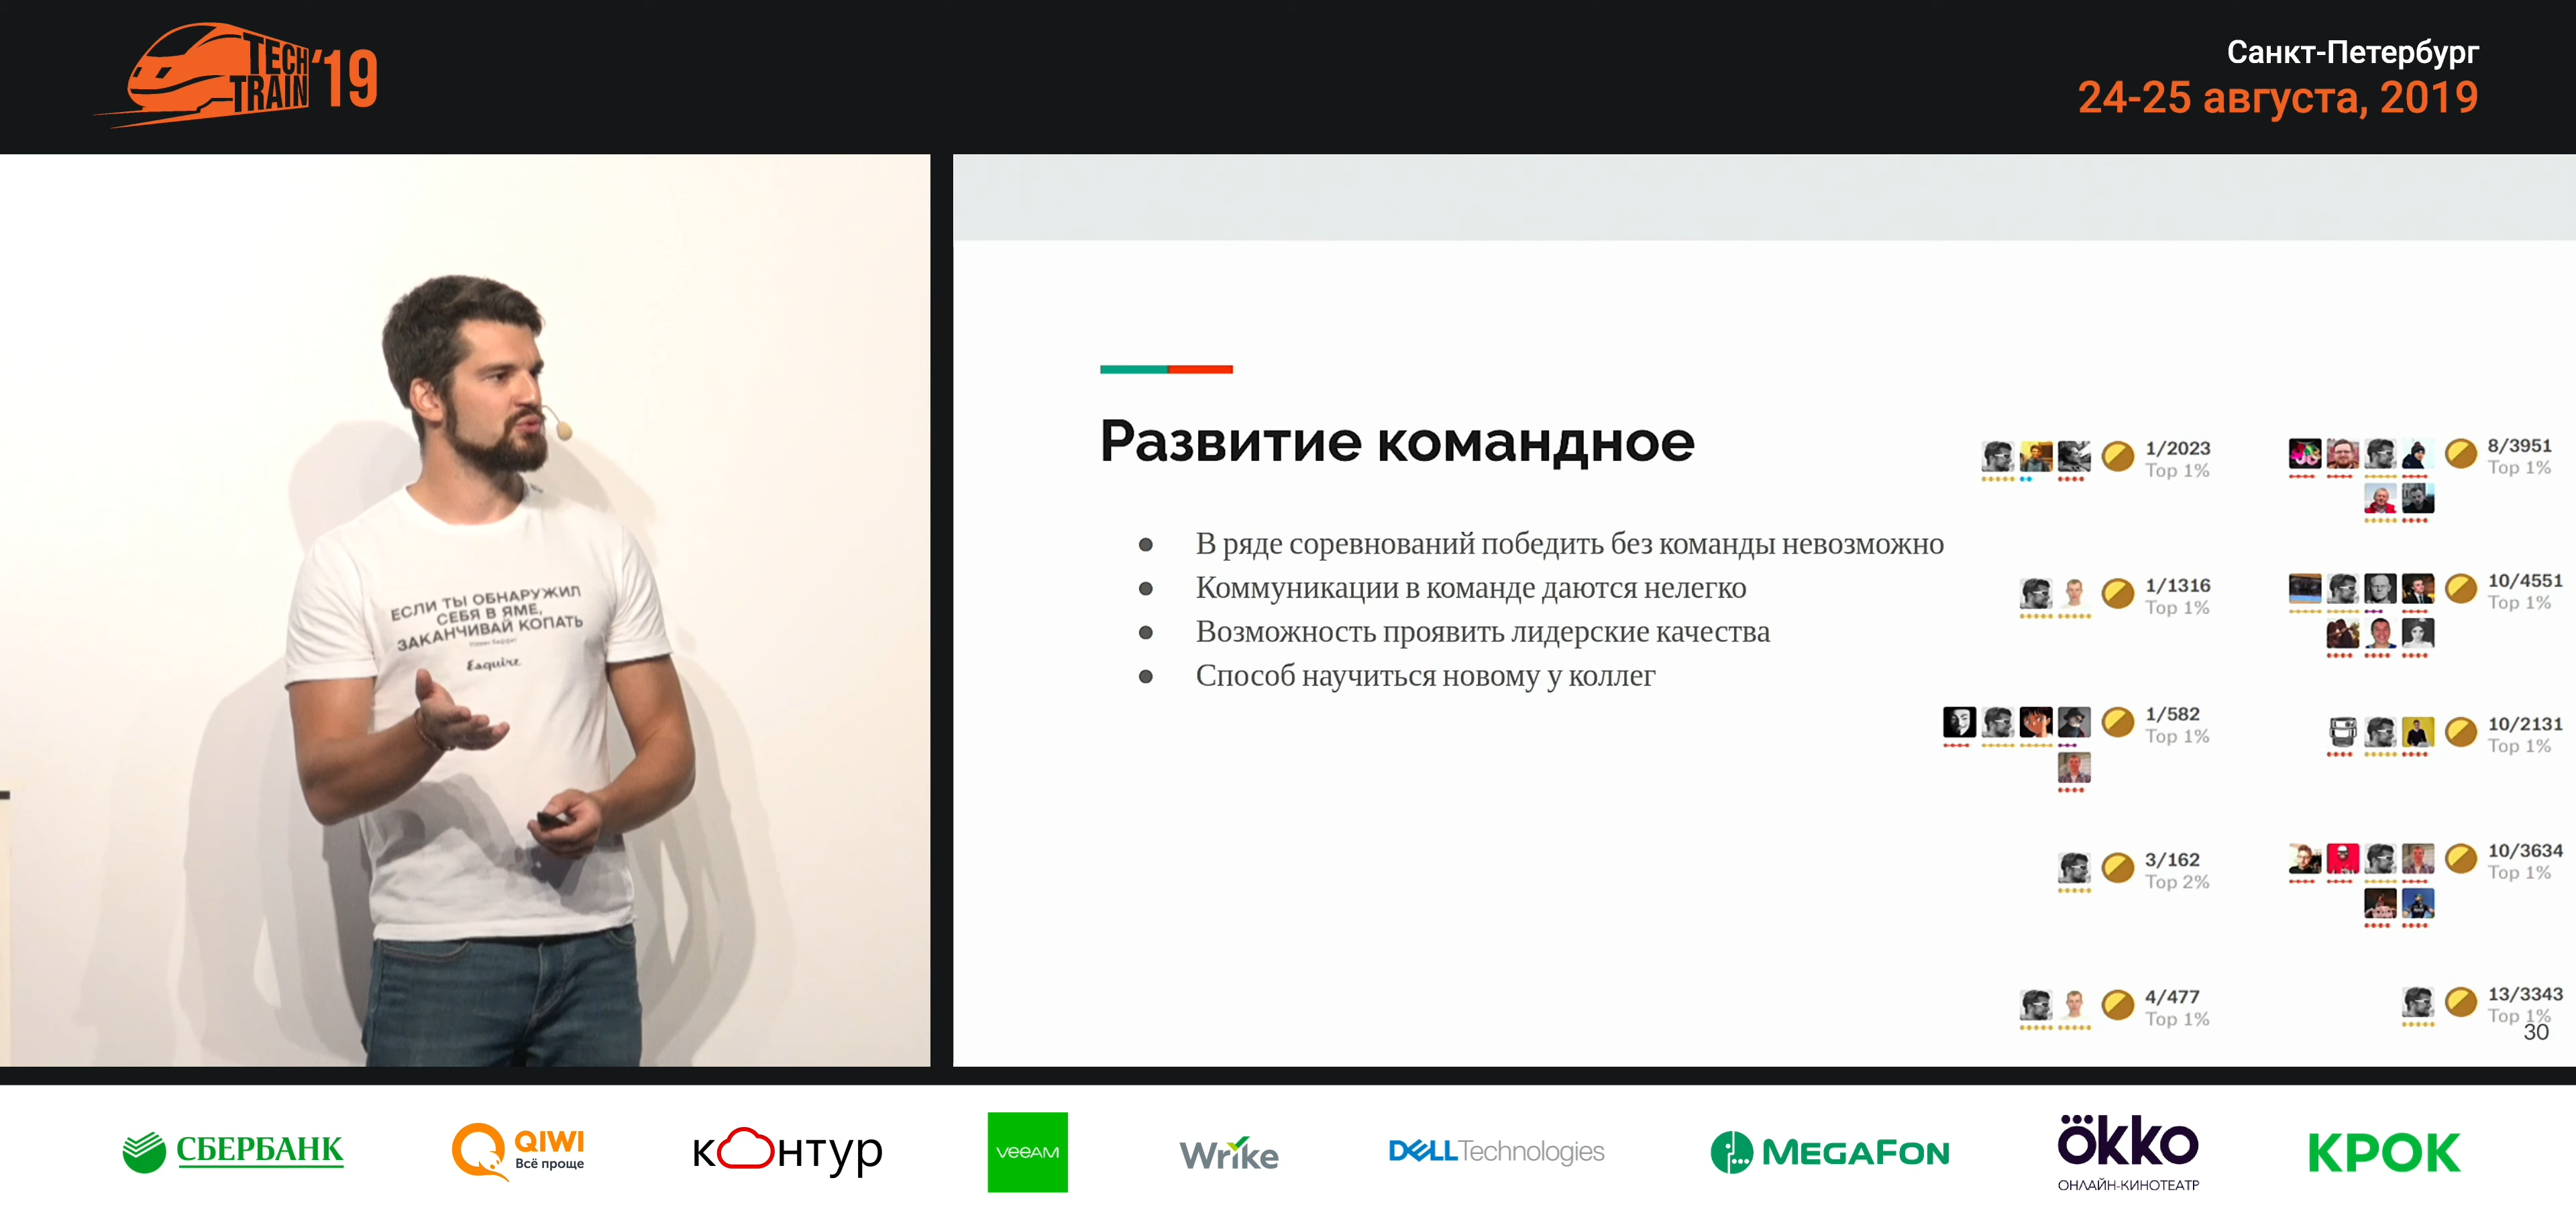 TECH
TRAIN'19
Санкт-Петербург
24-25 августа, 2019
ЕСЛИ ТЫ ОБНАРУЖИЛ
СЕБЯ В ЯМЕ,
ЗАКАНЧИВАЙ КОПАТЬ
Esquire
Развитие командное
● В ряде соревнований победить без команды невозможно
● Коммуникации в команде даются нелегко
● Возможность проявить лидерские качества
● Способ научиться новому у коллег
1/2023
Top 1%
8/3951
Top 1%
1/1316
Top 1%
10/4551
Top 1%
1/582
Top 1%
10/2131
Top 1%
3/162
Top 2%
10/3634
Top 1%
4/477
Top 1%
13/3343
Top 1%
30
СБЕРБАНК
QIWI
Всё проще
контур
veeAM
Wrike
DELL Technologies
MEGAFON
ökko
ОНЛАЙН-КИНОТЕАТР
КРОК